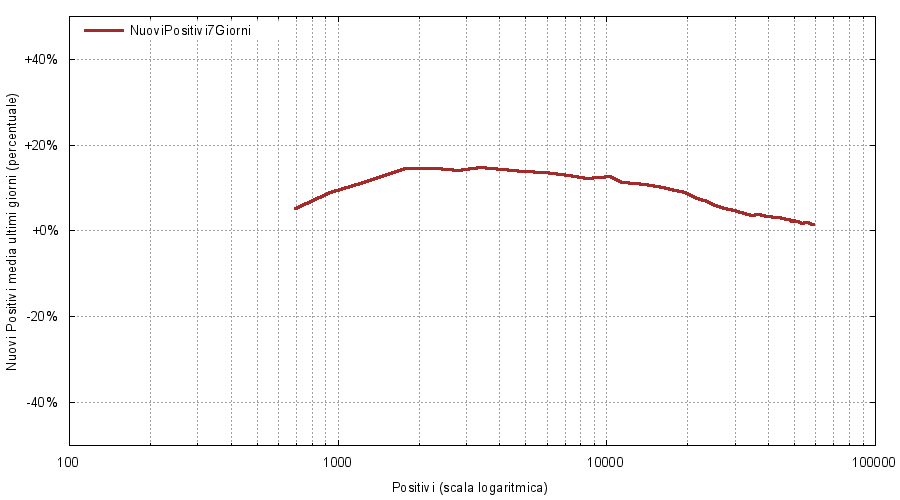 NuoviPositivi7Giorni
+40%
+20%
+0%
-20%
-40%
Nuovi Positivi media ultimi giorni (percentuale)
100 1000 10000 100000
Positivi (scala logaritmica)